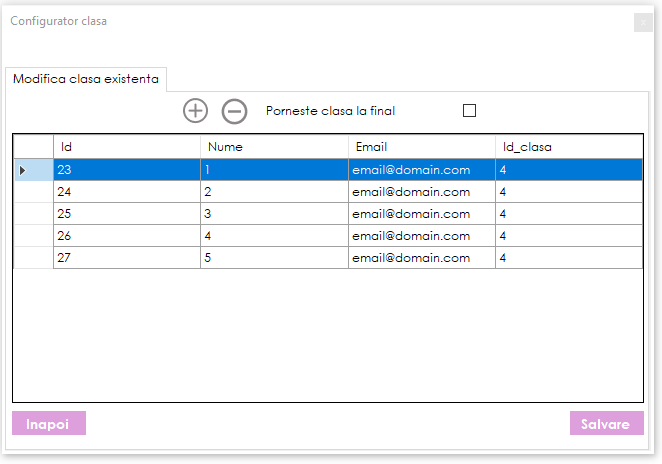 Configurator clasa
x
Modifica clasa existenta
Porneste clasa la final
Id Nume Email Id_clasa
23 1 email@domain.com 4
24 2 email@domain.com 4
25 3 email@domain.com 4
26 4 email@domain.com 4
27 5 email@domain.com 4
Inapoi Salvare